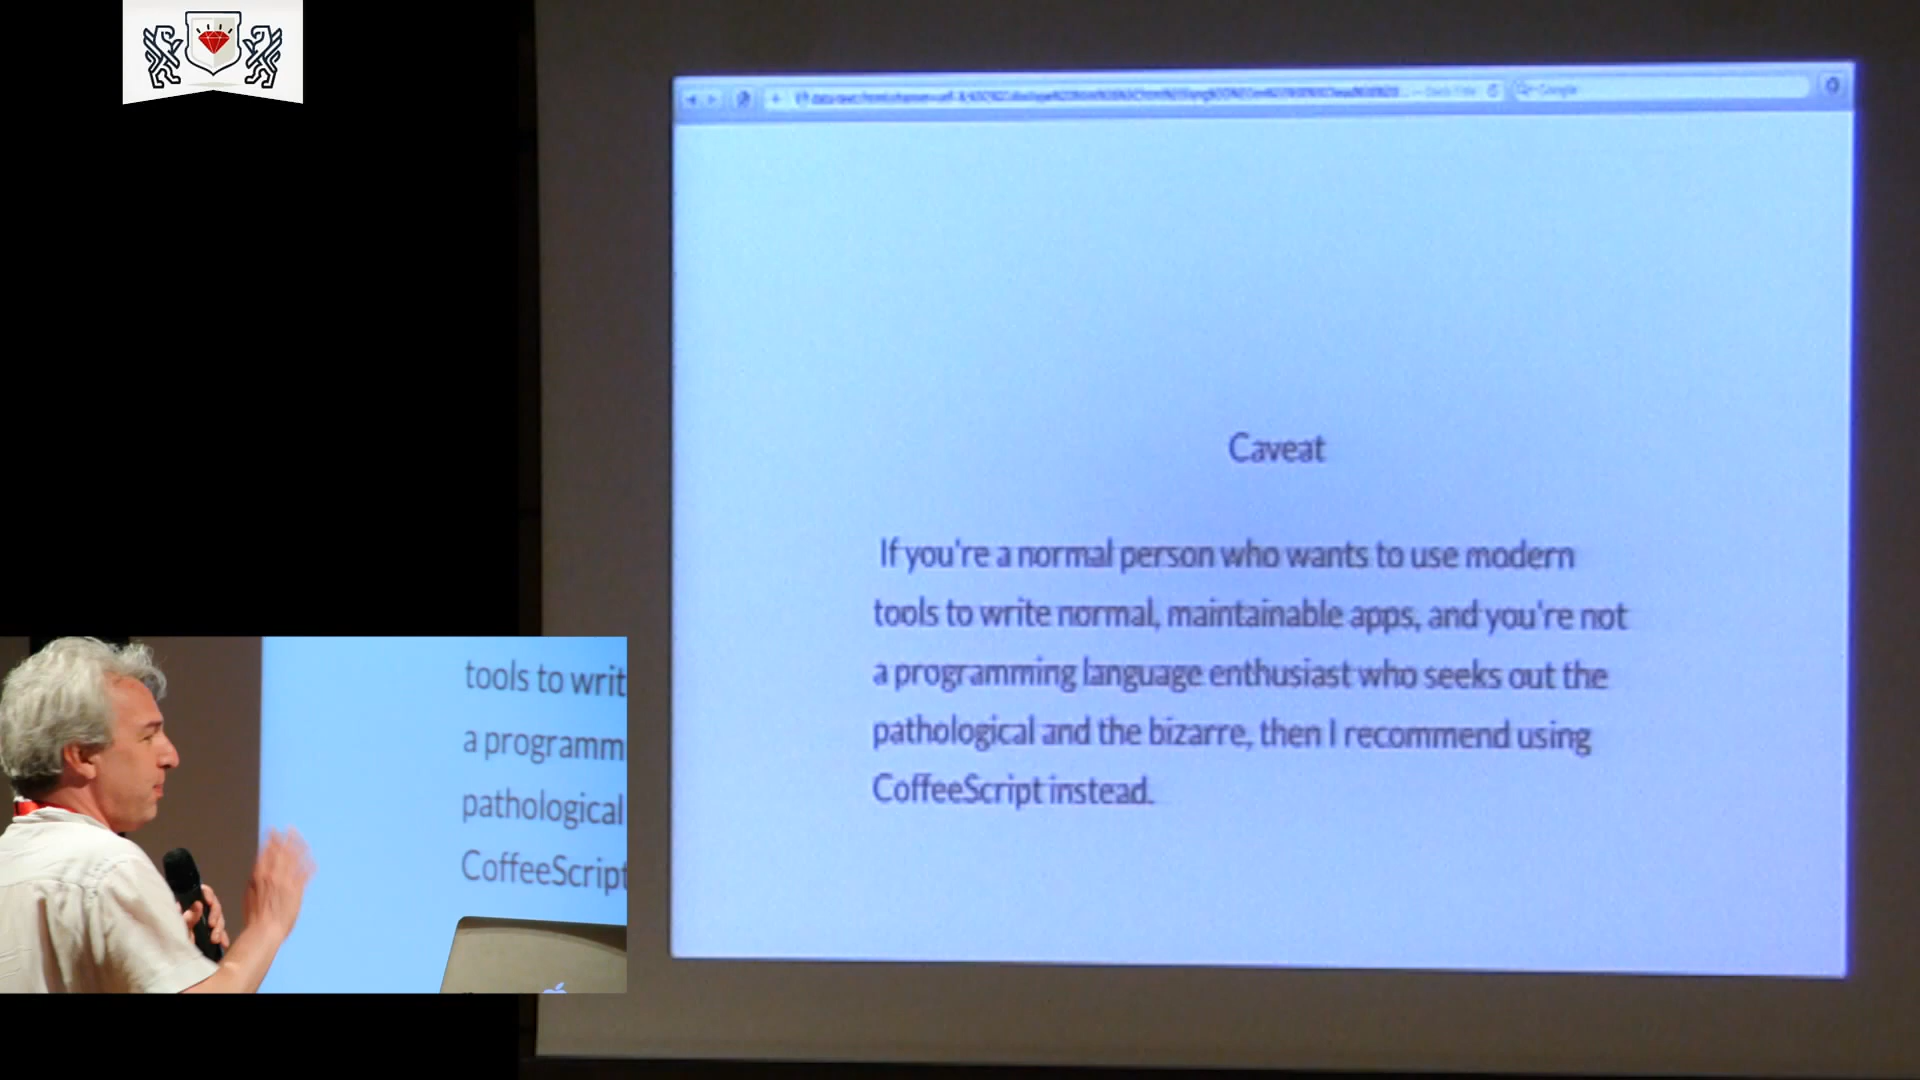 Google
Caveat
If you're a normal person who wants to use modern
tools to write normal, maintainable apps, and you're not
a programming language enthusiast who seeks out the
pathological and the bizarre, then I recommend using
CoffeeScript instead.
tools to writ
a programm
pathological
CoffeeScript